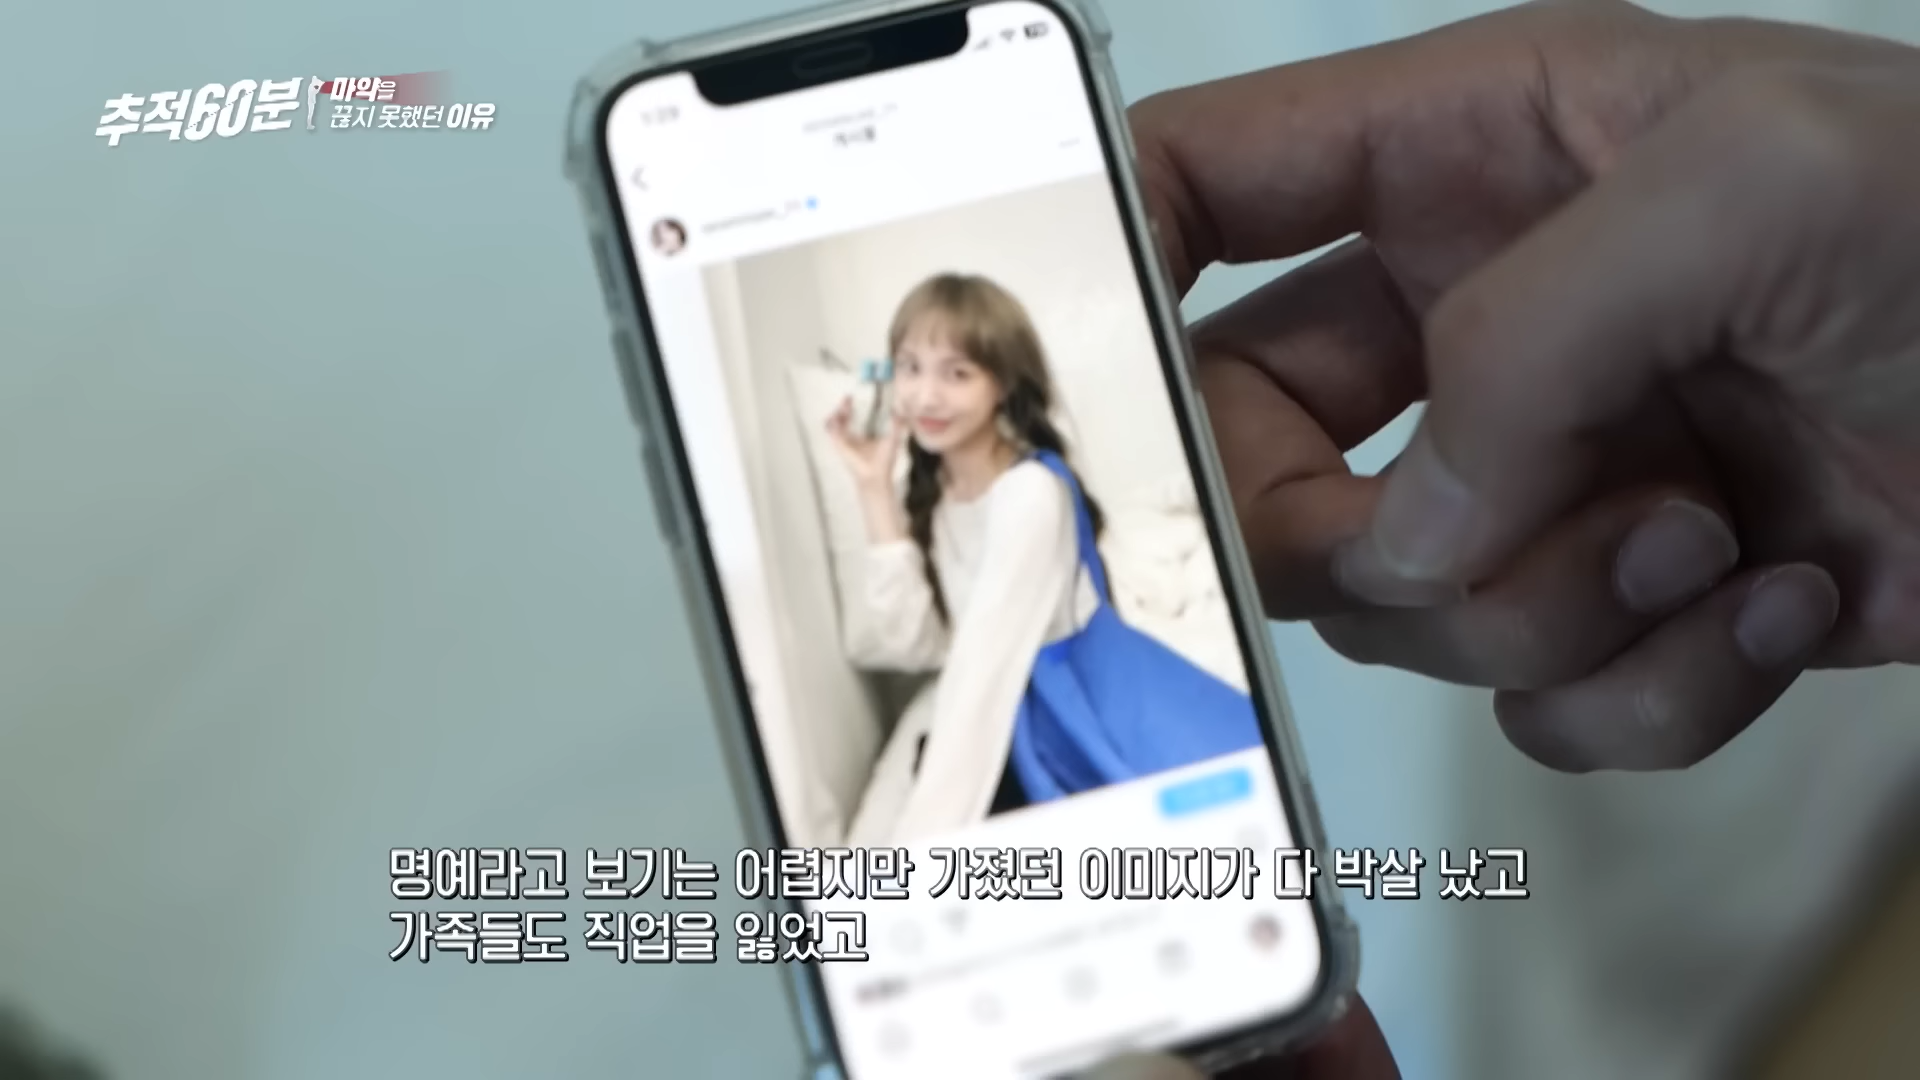 추적60분
마약을
끊지 못했던 이유
명예라고 보기는 어렵지만 가졌던 이미지가 다 박살 났고
가족들도 직업을 잃었고